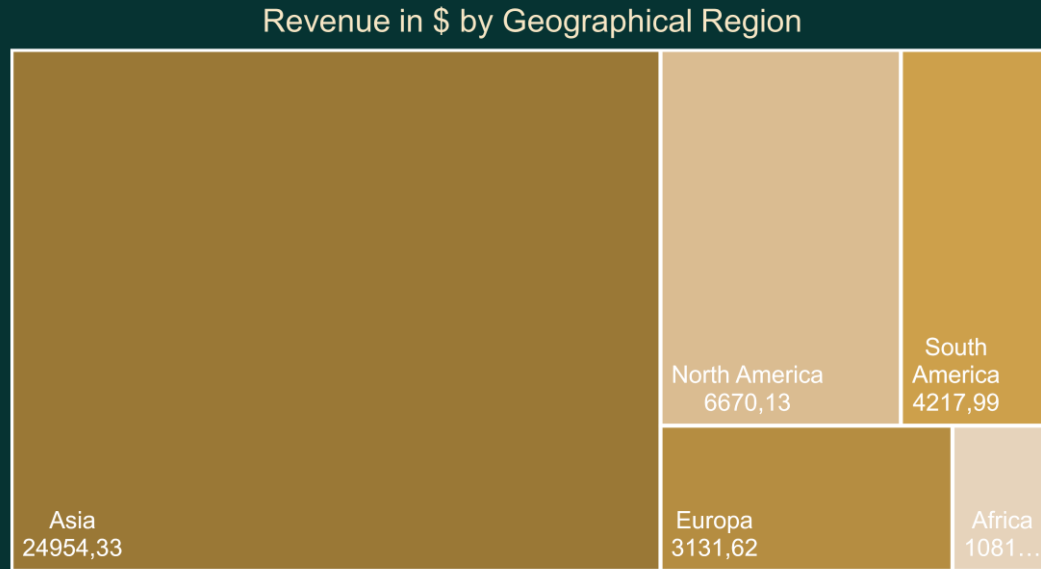 Revenue in $ by Geographical Region
Asia
24954,33
North America
6670,13
South
America
4217,99
Europa
3131,62
Africa
1081…